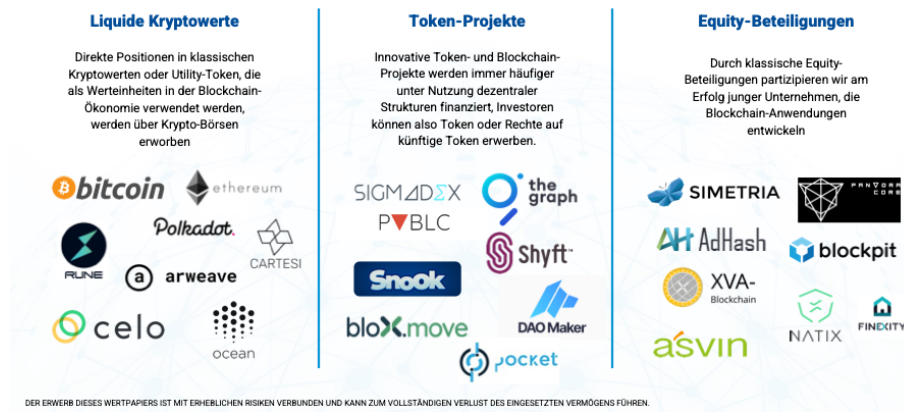 Liquide Kryptowerte
Direkte Positionen in klassischen
Kryptowerten oder Utility-Token, die
als Werteinheiten in der Blockchain-
Ökonomie verwendet werden,
werden über Krypto-Börsen
erworben
bitcoin
ethereum
RUNE
Polkadot.
CARTESI
a arweave
celo
ocean
Token-Projekte
Innovative Token- und Blockchain-
Projekte werden immer häufiger
unter Nutzung dezentraler
Strukturen finanziert, Investoren
können also Token oder Rechte auf
künftige Token erwerben.
SIGMADEX
the
graph
PVBLC
Shyft™
Snook
DAO Maker
bloX.move
pocket
Equity-Beteiligungen
Durch klassische Equity-
Beteiligungen partizipieren wir am
Erfolg junger Unternehmen, die
Blockchain-Anwendungen
entwickeln
SIMETRIA
PANDORA
CORE
AH AdHash
blockpit
XVA-
Blockchain
NATIX
FINEXITY
asvin
DER ERWERB DIESES WERTPAPIERS IST MIT ERHEBLICHEN RISIKEN VERBUNDEN UND KANN ZUM VOLLSTÄNDIGEN VERLUST DES EINGESETZTEN VERMÖGENS FÜHREN.